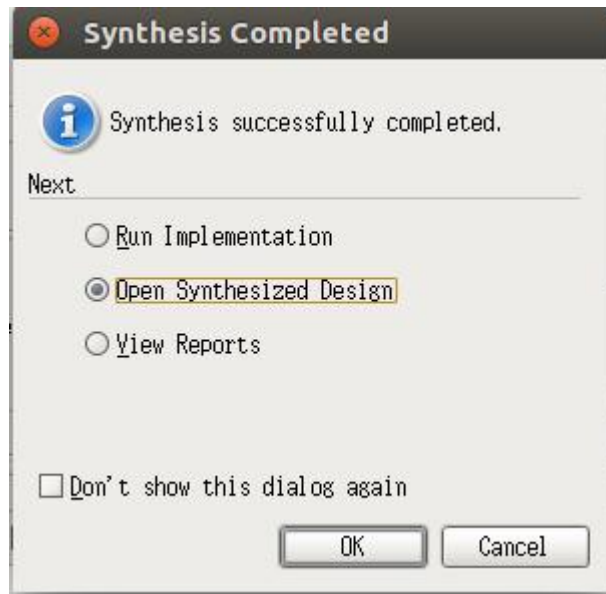 Synthesis Completed
Synthesis successfully completed.
Next
Run Implementation
Open Synthesized Design
View Reports
Don't show this dialog again
OK Cancel